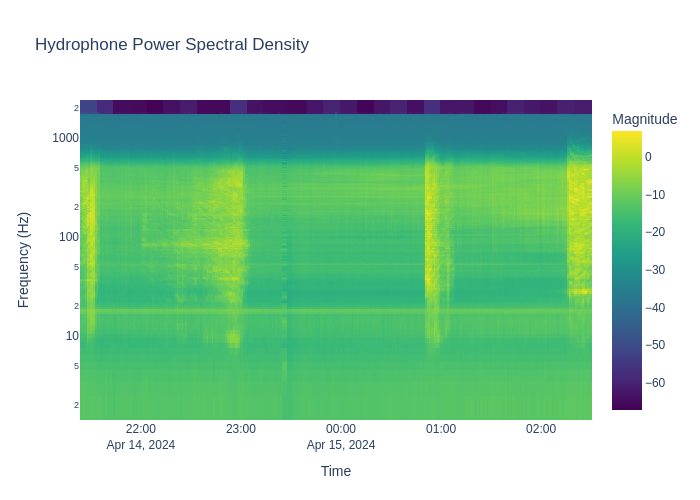 Hydrophone Power Spectral Density
Magnitude
2
1000
5
2
100
5
2
10
5
2
Frequency (Hz)
0
−10
−20
−30
−40
−50
−60
22:00 23:00 00:00 01:00 02:00
Apr 14, 2024 Apr 15, 2024
Time